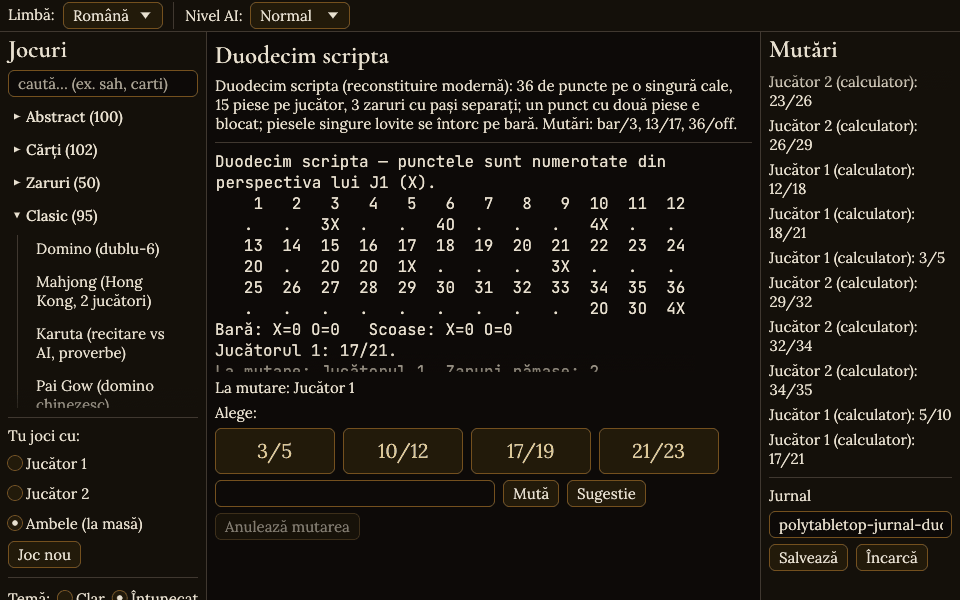 Limbă: Română ▼ Nivel AI: Normal ▼
Jocuri
caută... (ex. sah, carti)
▸ Abstract (100)
▸ Cărți (102)
▸ Zaruri (50)
▾ Clasic (95)
Domino (dublu-6)
Mahjong (Hong
Kong, 2 jucători)
Karuta (recitare vs
AI, proverbe)
Pai Gow (domino
chinezesc)
Tu joci cu:
Jucător 1
Jucător 2
Ambele (la masă)
Joc nou
Temă: Clar Întunecat
Duodecim scripta
Duodecim scripta (reconstituire modernă): 36 de puncte pe o singură cale,
15 piese pe jucător, 3 zaruri cu pași separați; un punct cu două piese e
blocat; piesele singure lovite se întorc pe bară. Mutări: bar/3, 13/17, 36/off.
Duodecim scripta — punctele sunt numerotate din
perspectiva lui J1 (X).
1 2 3 4 5 6 7 8 9 10 11 12
. . 3X . . 4O . . . 4X . .
13 14 15 16 17 18 19 20 21 22 23 24
2O . 2O 2O 1X . . . 3X . . .
25 26 27 28 29 30 31 32 33 34 35 36
. . . . . . . . . 2O 3O 4X
Bară: X=0 O=0 Scoase: X=0 O=0
Jucătorul 1: 17/21.
La mutare: Jucătorul 1. Zaruri rămase: 2
La mutare: Jucător 1
Alege:
3/5 10/12 17/19 21/23
Mută Sugestie
Anulează mutarea
Mutări
Jucător 2 (calculator):
23/26
Jucător 2 (calculator):
26/29
Jucător 1 (calculator):
12/18
Jucător 1 (calculator):
18/21
Jucător 1 (calculator): 3/5
Jucător 2 (calculator):
29/32
Jucător 2 (calculator):
32/34
Jucător 2 (calculator):
34/35
Jucător 1 (calculator): 5/10
Jucător 1 (calculator):
17/21
Jurnal
polytabletop-jurnal-duo
Salvează Încarcă